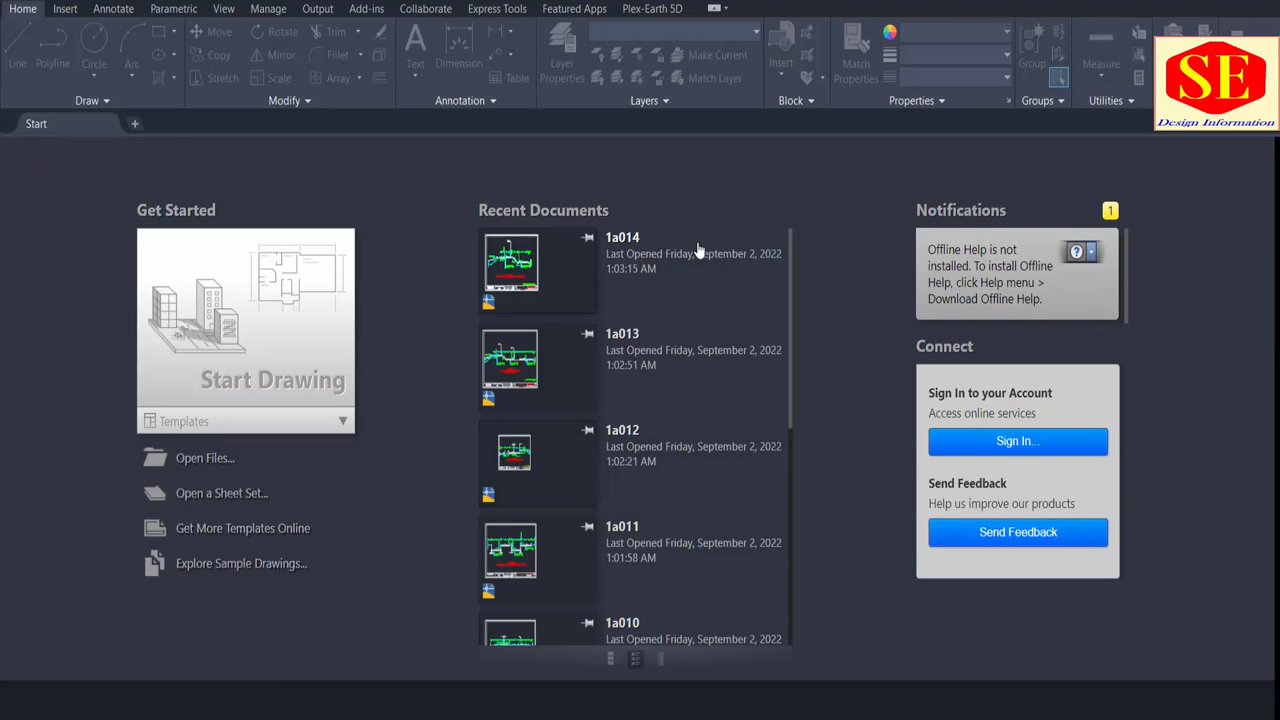 Home Insert Annotate Parametric View Manage Output Add-ins Collaborate Express Tools Featured Apps Plex-Earth 5D
Line Polyline Circle Arc
Move Rotate Trim
Copy Mirror Fillet
Stretch Scale Array
Text Dimension Table
Layer Properties
Make Current
Match Layer
Insert
Match Properties
Group
Measure
Draw Modify Annotation Layers Block Properties Groups Utilities
SE
Design Information
Start
Get Started
Start Drawing
Templates
Open Files...
Open a Sheet Set...
Get More Templates Online
Explore Sample Drawings...
Recent Documents
1a014
Last Opened Friday, September 2, 2022
1:03:15 AM
1a013
Last Opened Friday, September 2, 2022
1:02:51 AM
1a012
Last Opened Friday, September 2, 2022
1:02:21 AM
1a011
Last Opened Friday, September 2, 2022
1:01:58 AM
1a010
Last Opened Friday, September 2, 2022
Notifications 1
Offline Help is not
installed. To install Offline
Help, click Help menu >
Download Offline Help.
Connect
Sign In to your Account
Access online services
Sign In...
Send Feedback
Help us improve our products
Send Feedback